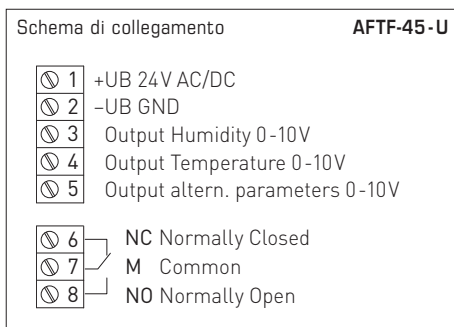 Schema di collegamento AFTF-45-U
1 +UB 24V AC/DC
2 –UB GND
3 Output Humidity 0-10V
4 Output Temperature 0-10V
5 Output altern. parameters 0-10V
6 NC Normally Closed
7 M Common
8 NO Normally Open